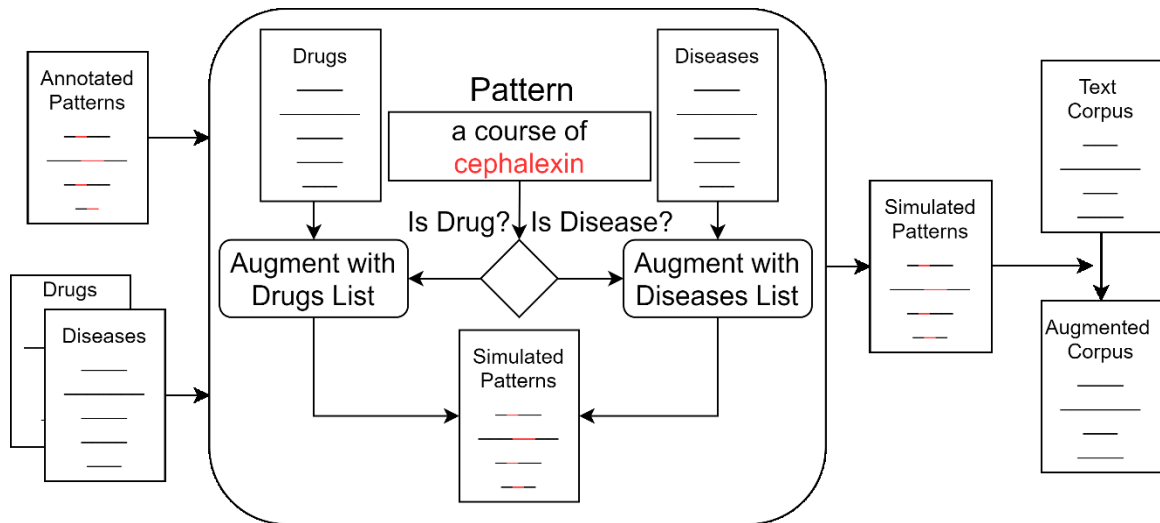 Annotated
Patterns
Drugs
Diseases
Drugs
Pattern
a course of
cephalexin
Diseases
Is Drug?
Is Disease?
Augment with
Drugs List
Augment with
Diseases List
Simulated
Patterns
Simulated
Patterns
Text
Corpus
Augmented
Corpus